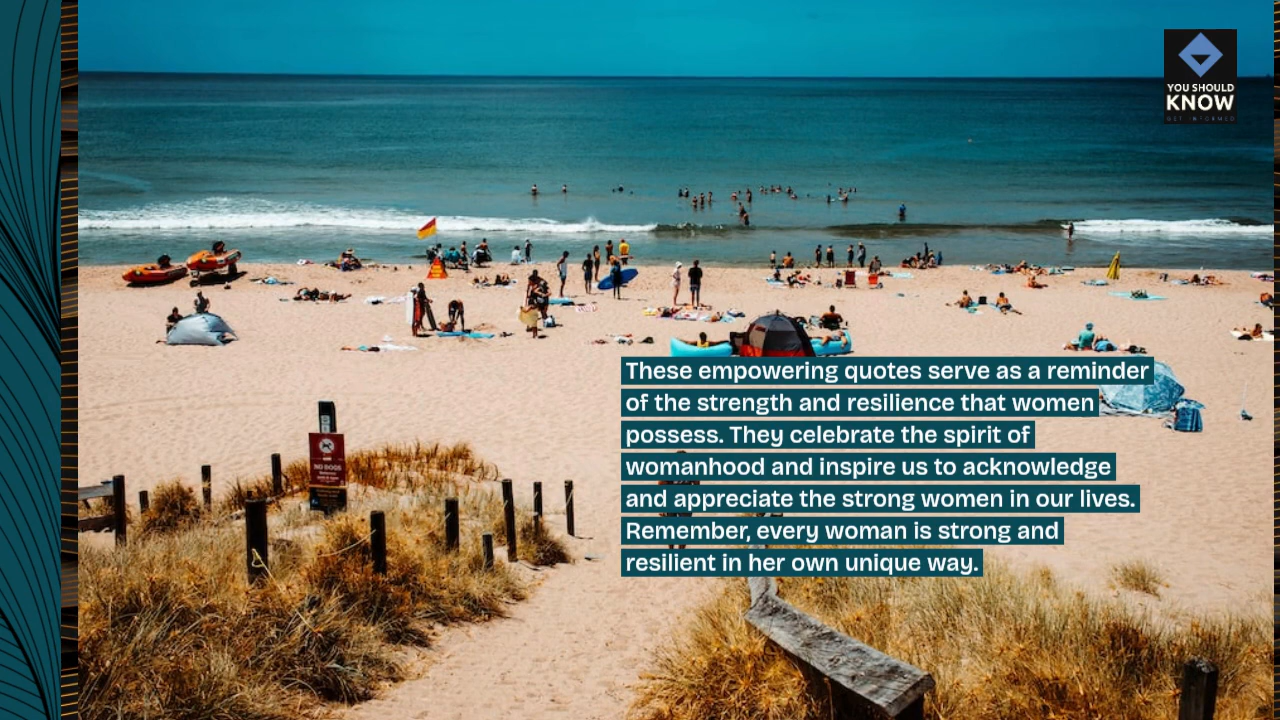 YOU SHOULD
KNOW
GET INFORMED
These empowering quotes serve as a reminder
of the strength and resilience that women
possess. They celebrate the spirit of
womanhood and inspire us to acknowledge
and appreciate the strong women in our lives.
Remember, every woman is strong and
resilient in her own unique way.
NO DOGS